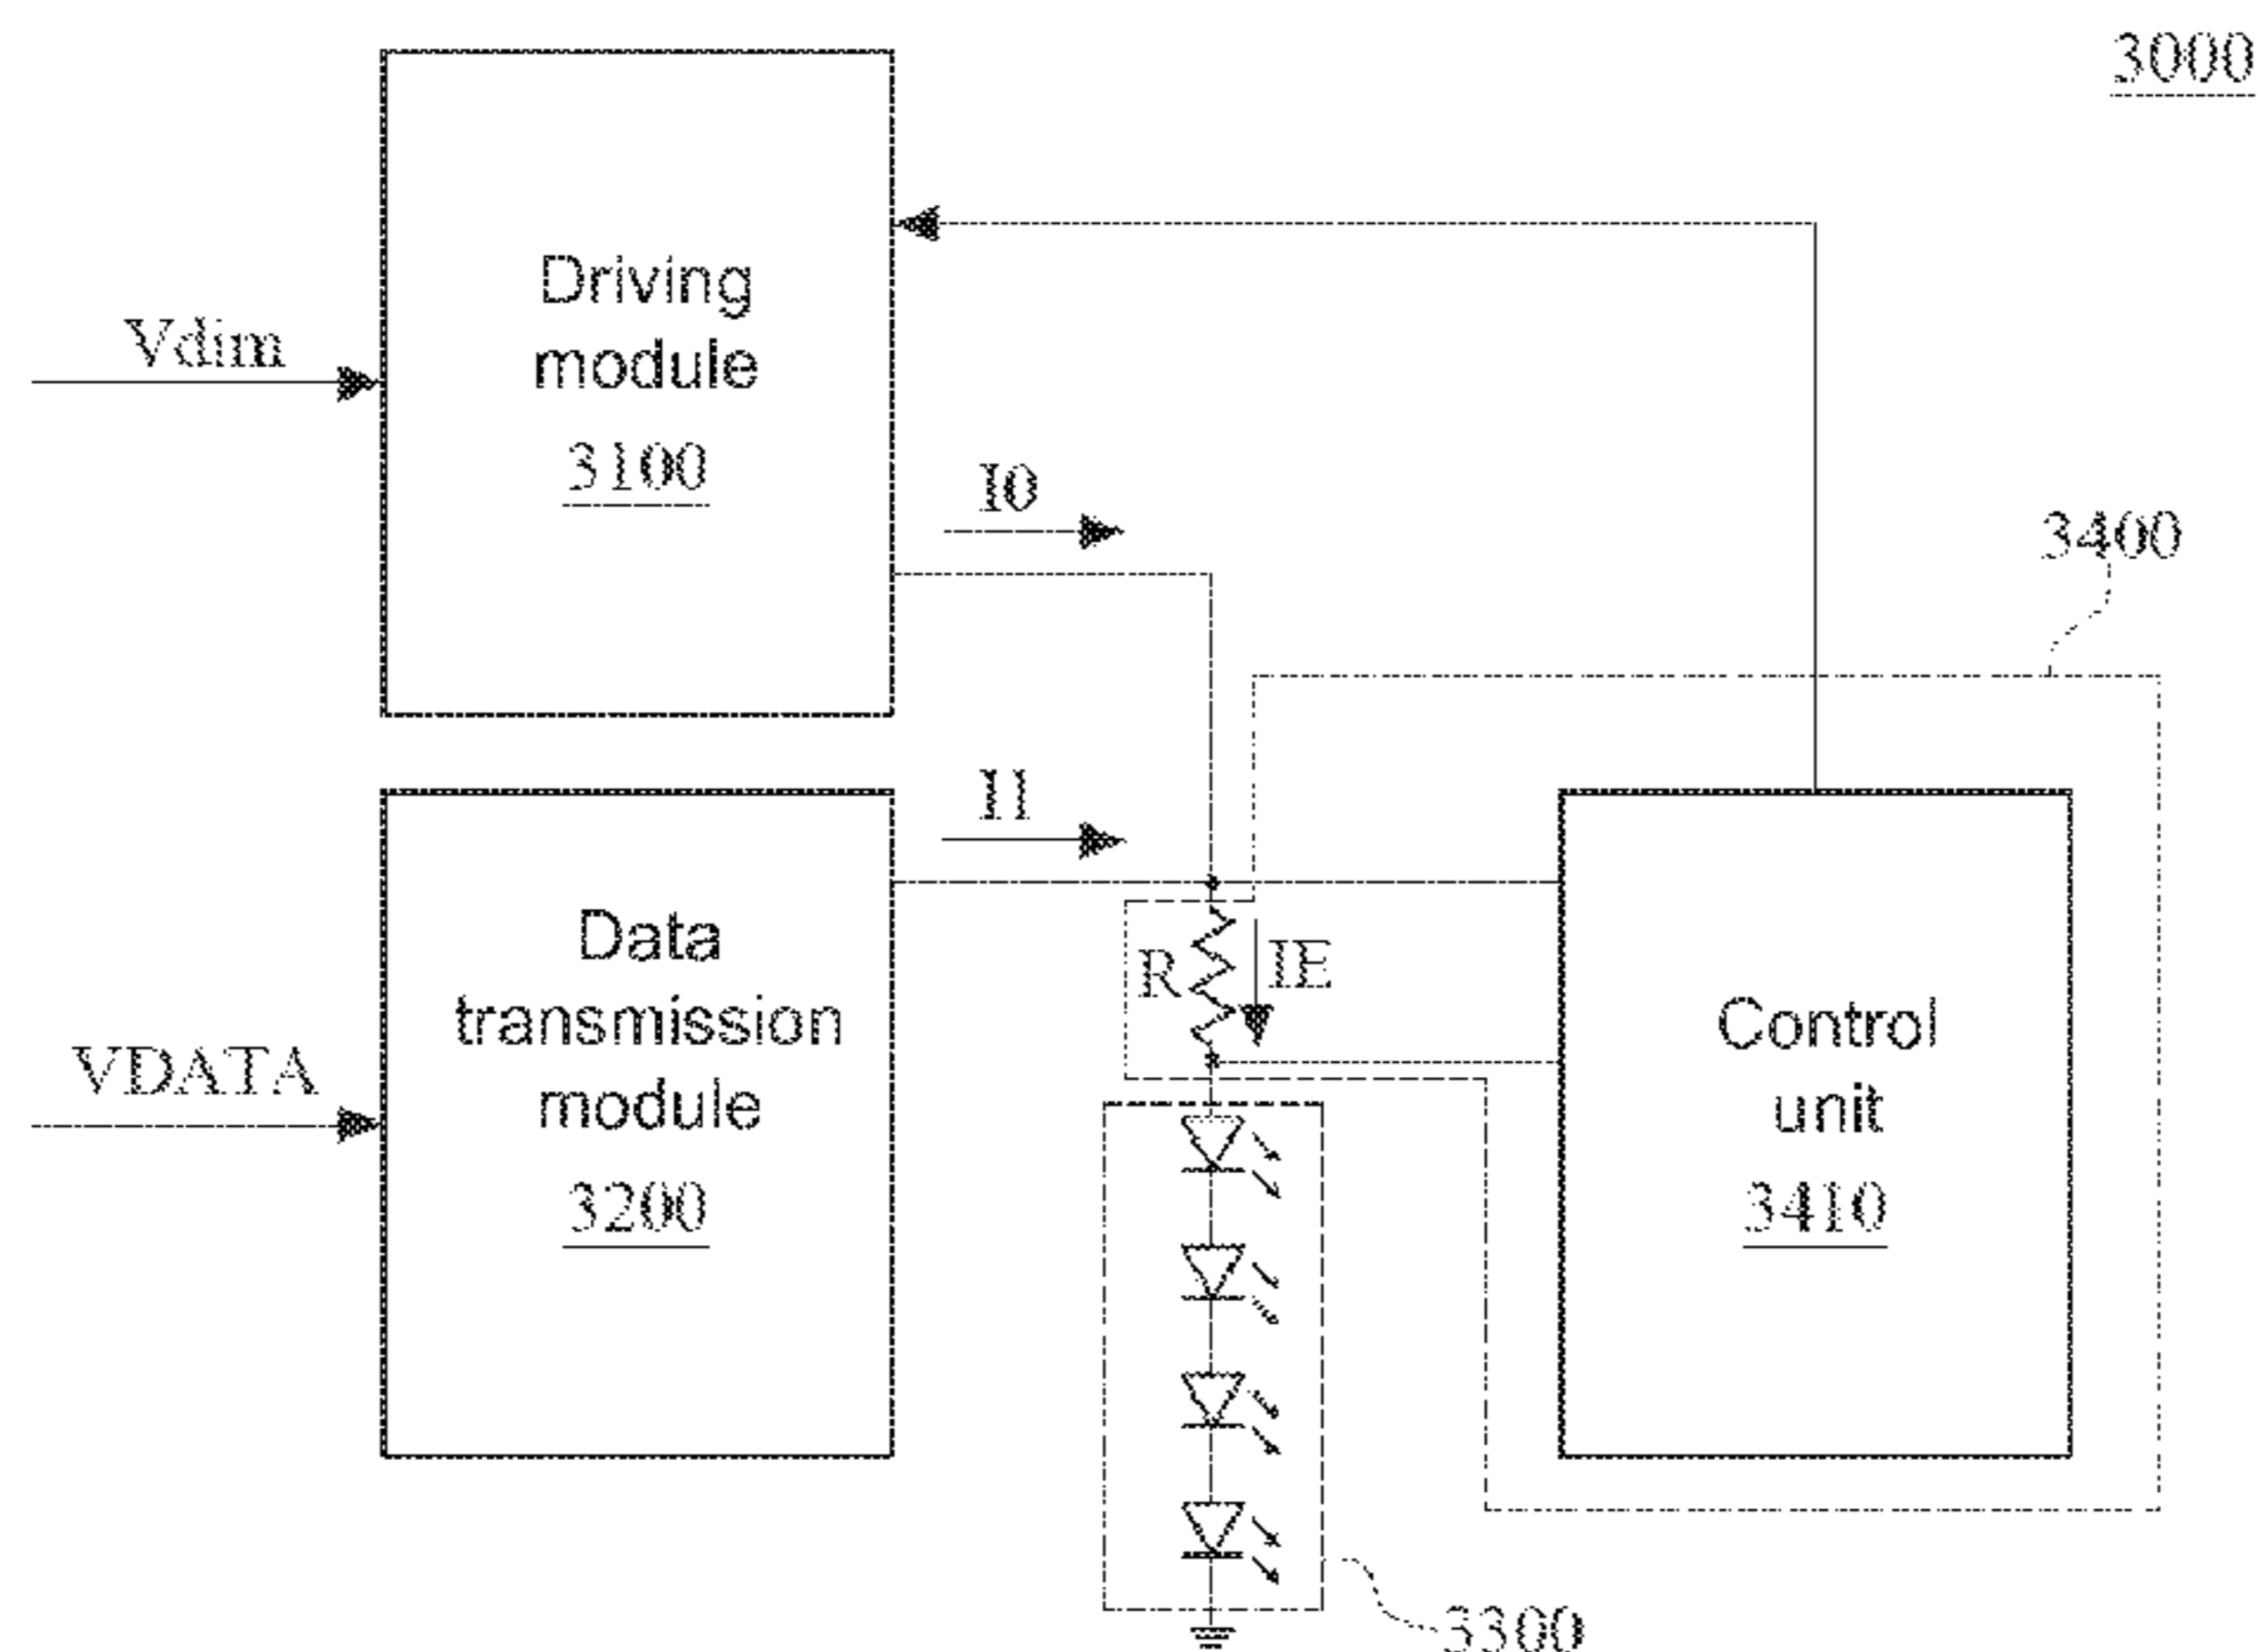 3000
Driving
module
3100
Vdim
I0
3400
I1
Data
transmission
module
3200
VDATA
R
IE
Control
unit
3410
3300